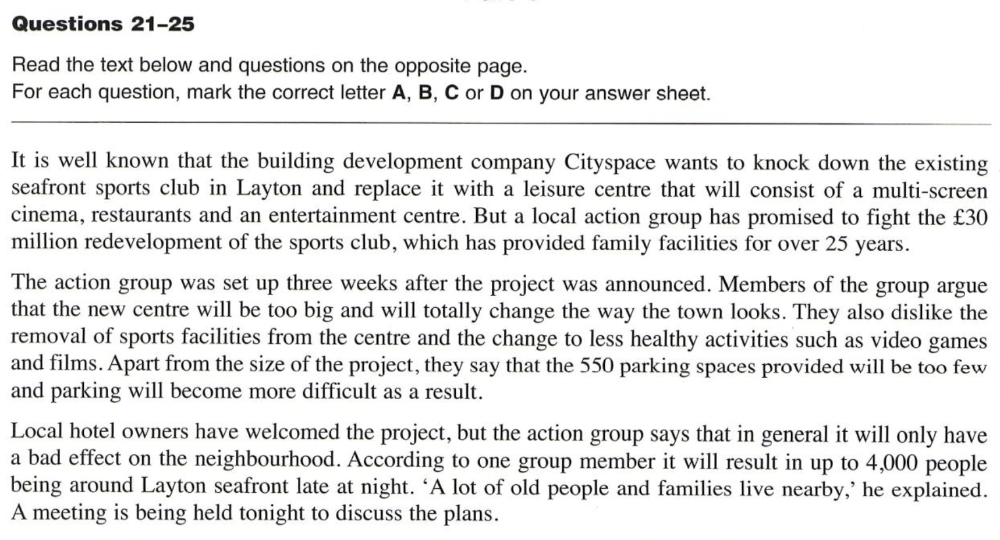 Questions 21–25
Read the text below and questions on the opposite page.
For each question, mark the correct letter A, B, C or D on your answer sheet.
It is well known that the building development company Cityspace wants to knock down the existing
seafront sports club in Layton and replace it with a leisure centre that will consist of a multi-screen
cinema, restaurants and an entertainment centre. But a local action group has promised to fight the £30
million redevelopment of the sports club, which has provided family facilities for over 25 years.
The action group was set up three weeks after the project was announced. Members of the group argue
that the new centre will be too big and will totally change the way the town looks. They also dislike the
removal of sports facilities from the centre and the change to less healthy activities such as video games
and films. Apart from the size of the project, they say that the 550 parking spaces provided will be too few
and parking will become more difficult as a result.
Local hotel owners have welcomed the project, but the action group says that in general it will only have
a bad effect on the neighbourhood. According to one group member it will result in up to 4,000 people
being around Layton seafront late at night. ‘A lot of old people and families live nearby,’ he explained.
A meeting is being held tonight to discuss the plans.